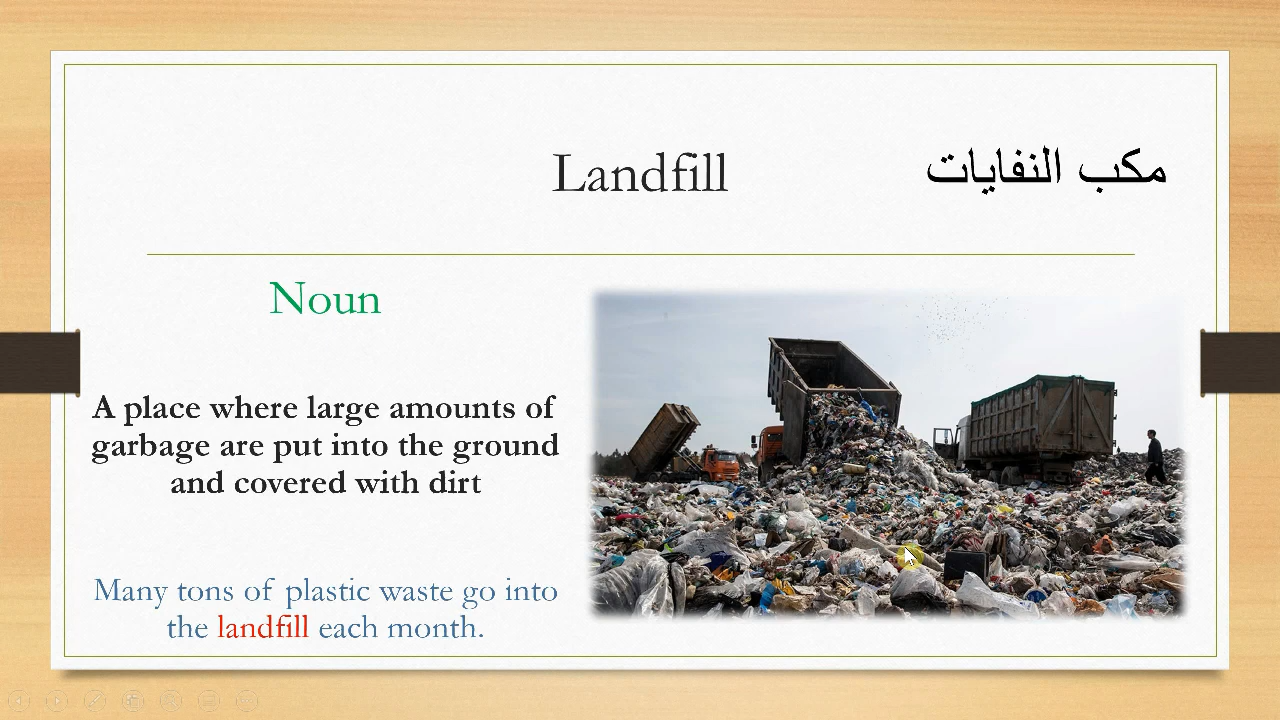 Landfill
مكب النفايات
Noun
A place where large amounts of
garbage are put into the ground
and covered with dirt
Many tons of plastic waste go into
the landfill each month.